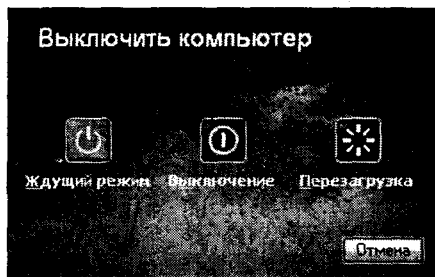 Выключить компьютер
Ждущий режим Выключение Перезагрузка
Отмена